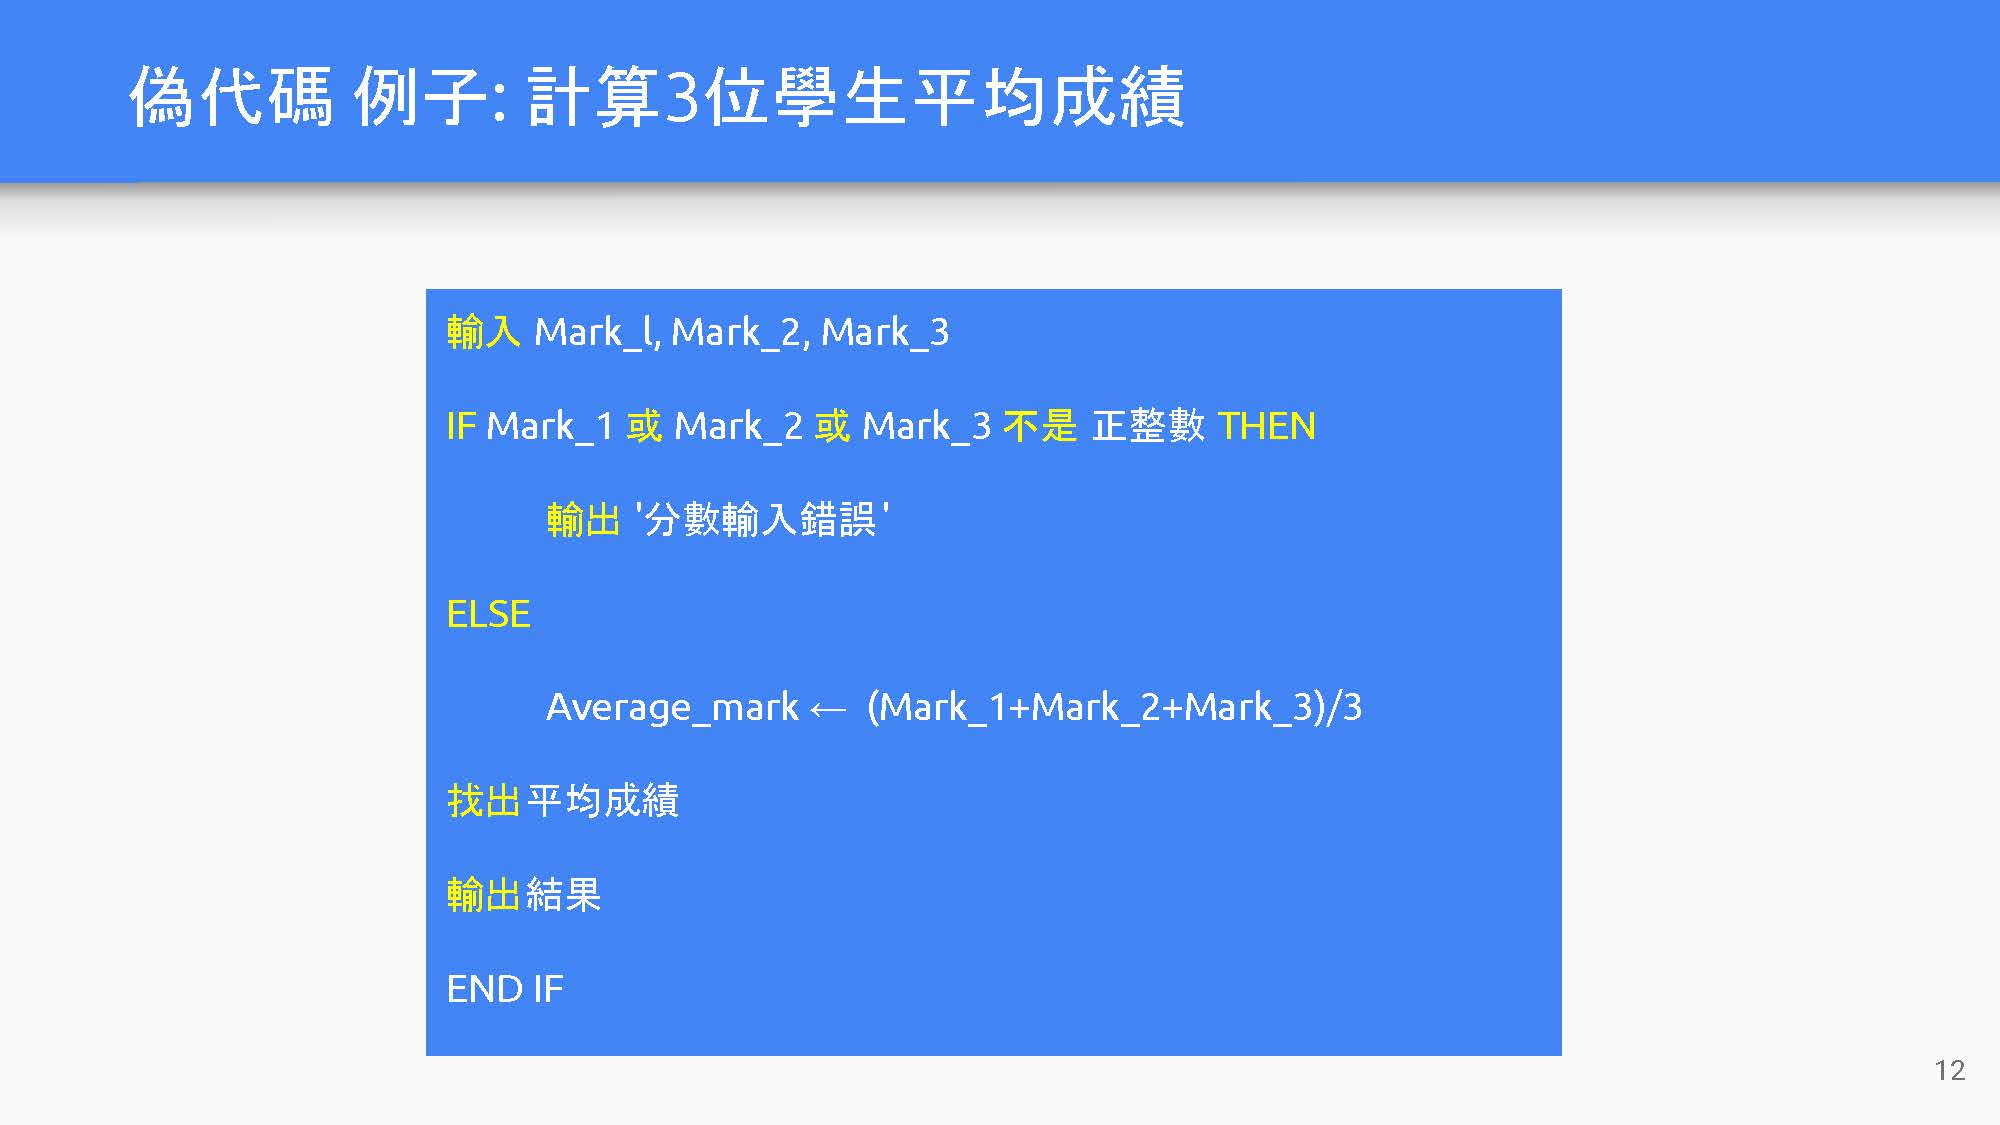 偽代碼 例子: 計算3位學生平均成績
輸入 Mark_l, Mark_2, Mark_3
IF Mark_1 或 Mark_2 或 Mark_3 不是 正整數 THEN
輸出 '分數輸入錯誤'
ELSE
Average_mark ← (Mark_1+Mark_2+Mark_3)/3
找出平均成績
輸出結果
END IF
12